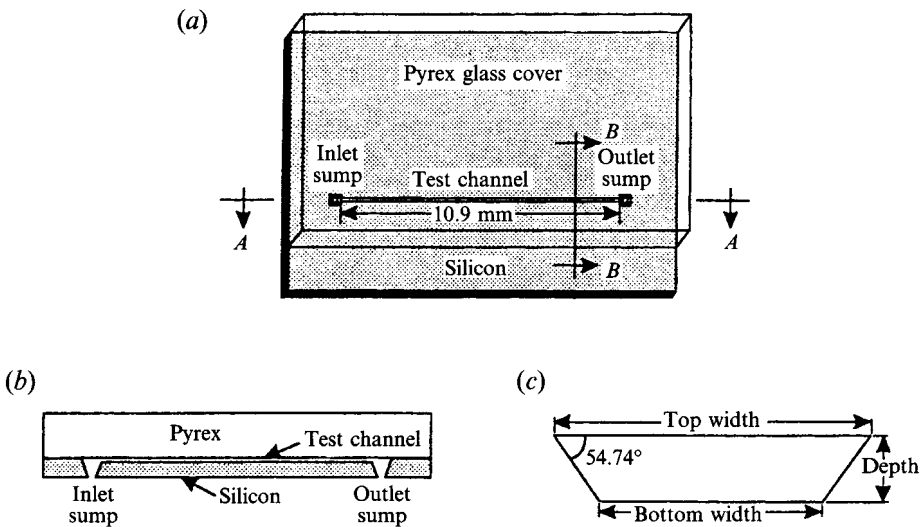 (a)
Pyrex glass cover
B
Inlet
sump
Test channel
Outlet
sump
10.9 mm
A
A
Silicon
B
(b)
Pyrex
Test channel
Inlet
sump
Silicon
Outlet
sump
(c)
Top width
54.74°
Depth
Bottom width